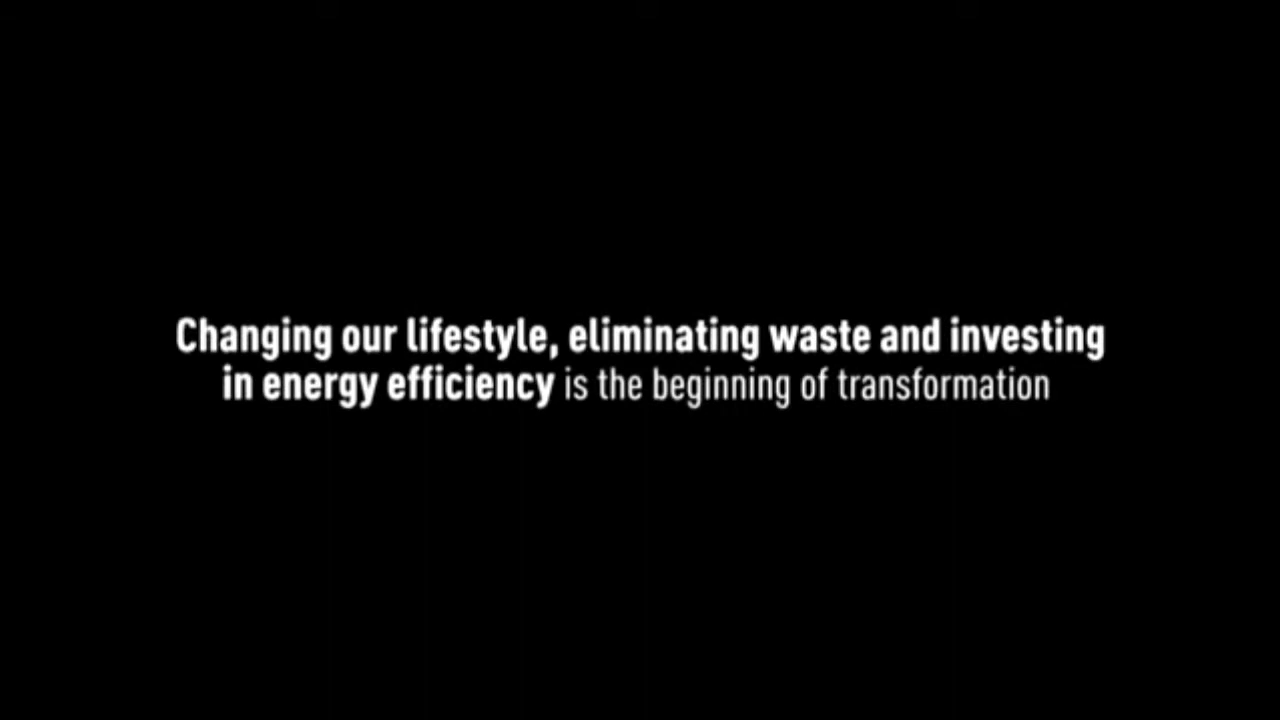 Changing our lifestyle, eliminating waste and investing
in energy efficiency is the beginning of transformation